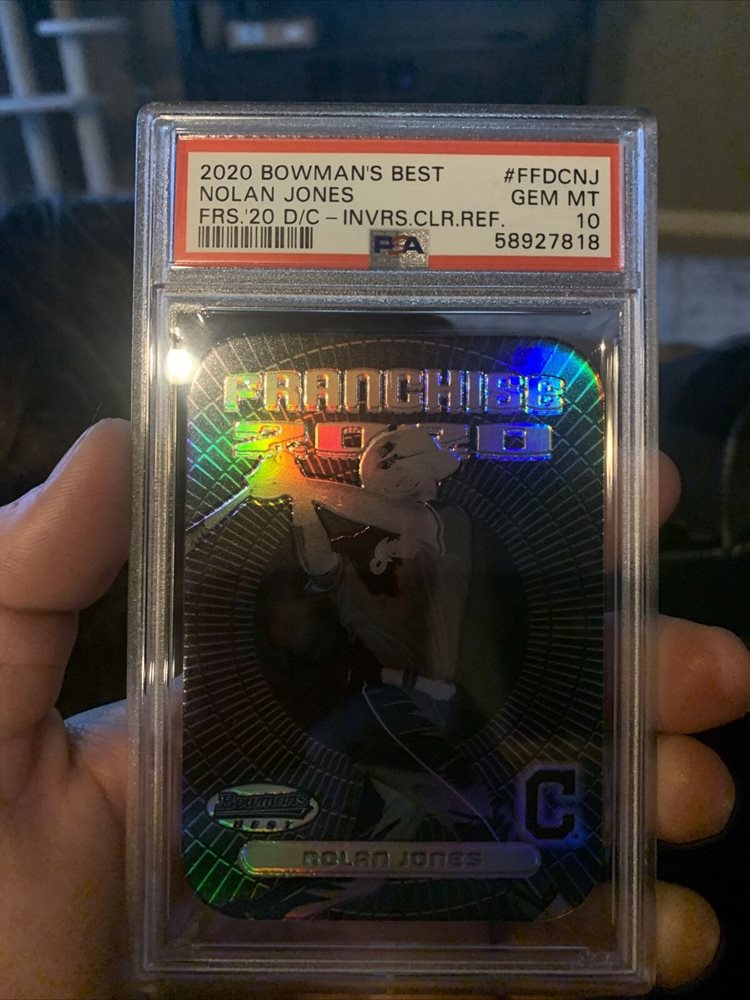 2020 BOWMAN'S BEST #FFDCNJ
NOLAN JONES GEM MT
FRS.'20 D/C - INVRS.CLR.REF. 10
PSA 58927818
FRANCHISE
2020
C
Bowman's
BEST
NOLAN JONES